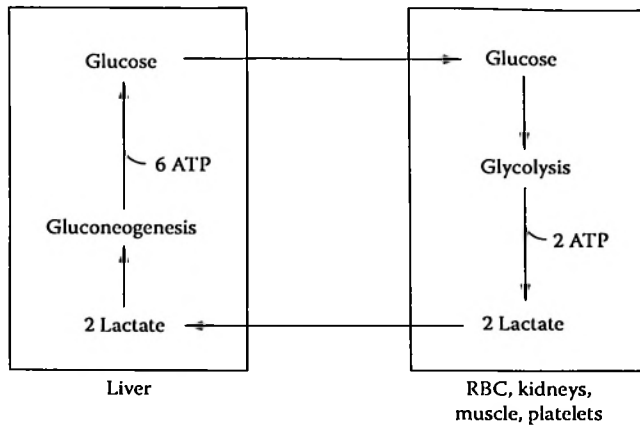 Glucose
6 ATP
Gluconeogenesis
2 Lactate
Liver
Glucose
Glycolysis
2 ATP
2 Lactate
RBC, kidneys,
muscle, platelets